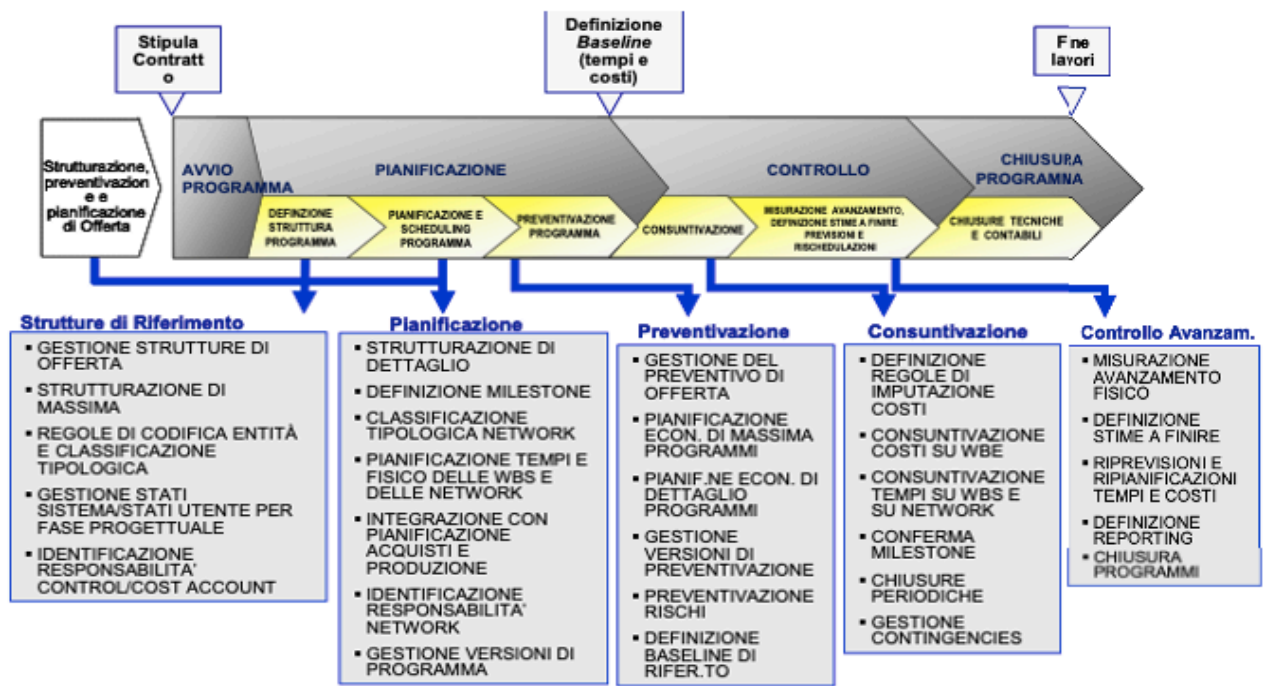 Stipula
Contratt
o
Definizione
Baseline
(tempi e
costi)
Fine
lavori
Strutturazione,
preventivazion
e e
pianificazione
di Offerta
AVVIO
PROGRAMMA
PIANIFICAZIONE
CONTROLLO
CHIUSURA
PROGRAMNA
DEFINZIONE
STRUTTURA
PROGRAMMA
PIANIFICAZIONE E
SCHEDULING
PROGRAMMA
PREVENTIVAZIONE
PROGRAMMA
CONSUNTIVAZIONE
MISURAZIONE AVANZAMENTO,
DEFINIZIONE STIME A FINIRE
PREVISIONI E
RISCHEDULAZIONI
CHIUSURE TECNICHE
E CONTABILI
Strutture di Riferimento
▪ GESTIONE STRUTTURE DI
OFFERTA
▪ STRUTTURAZIONE DI
MASSIMA
▪ REGOLE DI CODIFICA ENTITÀ
E CLASSIFICAZIONE
TIPOLOGICA
▪ GESTIONE STATI
SISTEMA/STATI UTENTE PER
FASE PROGETTUALE
▪ IDENTIFICAZIONE
RESPONSABILITA'
CONTROL/COST ACCOUNT
Pianificazione
▪ STRUTTURAZIONE DI
DETTAGLIO
▪ DEFINIZIONE MILESTONE
▪ CLASSIFICAZIONE
TIPOLOGICA NETWORK
▪ PIANIFICAZIONE TEMPI E
FISICO DELLE WBS E
DELLE NETWORK
▪ INTEGRAZIONE CON
PIANIFICAZIONE
ACQUISTI E
PRODUZIONE
▪ IDENTIFICAZIONE
RESPONSABILITA'
NETWORK
▪ GESTIONE VERSIONI DI
PROGRAMMA
Preventivazione
▪ GESTIONE DEL
PREVENTIVO DI
OFFERTA
▪ PIANIFICAZIONE
ECON. DI MASSIMA
PROGRAMMI
▪ PIANIF.NE ECON. DI
DETTAGLIO
PROGRAMMI
▪ GESTIONE
VERSIONI DI
PREVENTIVAZIONE
▪ PREVENTIVAZIONE
RISCHI
▪ DEFINIZIONE
BASELINE DI
RIFER.TO
Consuntivazione
▪ DEFINIZIONE
REGOLE DI
IMPUTAZIONE
COSTI
▪ CONSUNTIVAZIONE
COSTI SU WBE
▪ CONSUNTIVAZIONE
TEMPI SU WBS E
SU NETWORK
▪ CONFERMA
MILESTONE
▪ CHIUSURE
PERIODICHE
▪ GESTIONE
CONTINGENCIES
Controllo Avanzam.
▪ MISURAZIONE
AVANZAMENTO
FISICO
▪ DEFINIZIONE
STIME A FINIRE
▪ RIPREVISIONI E
RIPIANIFICAZIONI
TEMPI E COSTI
▪ DEFINIZIONE
REPORTING
▪ CHIUSURA
PROGRAMMI